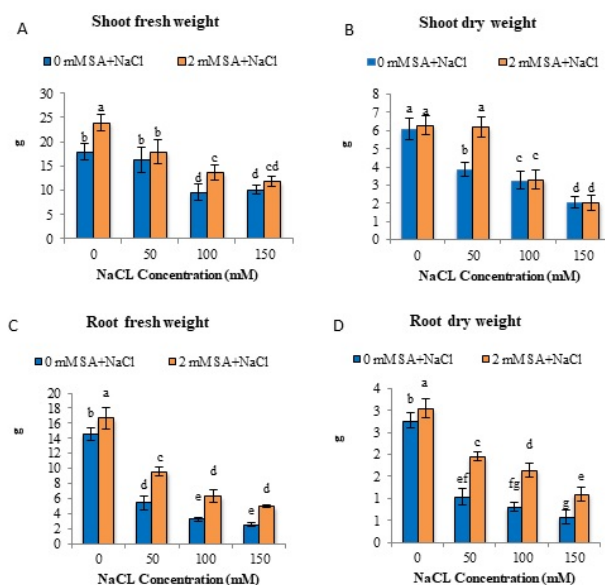 A
Shoot fresh weight
0 mM SA+NaCl 2 mM SA+NaCl
g
30
25
20
15
10
5
0
b a b b d c d cd
0 50 100 150
NaCL Concentration (mM)
B
Shoot dry weight
0 mM SA+NaCl 2 mM SA+NaCl
g
7
6
5
4
3
2
1
0
a a b a c c d d
0 50 100 150
NaCL Concentration (mM)
C
Root fresh weight
0 mM SA+NaCl 2 mM SA+NaCl
g
20
18
16
14
12
10
8
6
4
2
0
b a d c e d e d
0 50 100 150
NaCL Concentration (mM)
D
Root dry weight
0 mM SA+NaCl 2 mM SA+NaCl
g
4
3
3
2
2
1
1
0
b a ef c fg d g e
0 50 100 150
NaCL Concentration (mM)